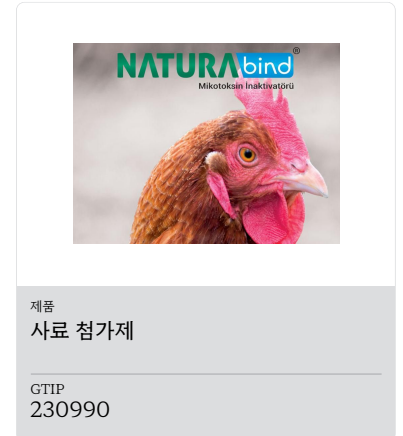 NATURAbind®
Mikotoksin İnaktivatörü
제품
사료 첨가제
GTIP
230990